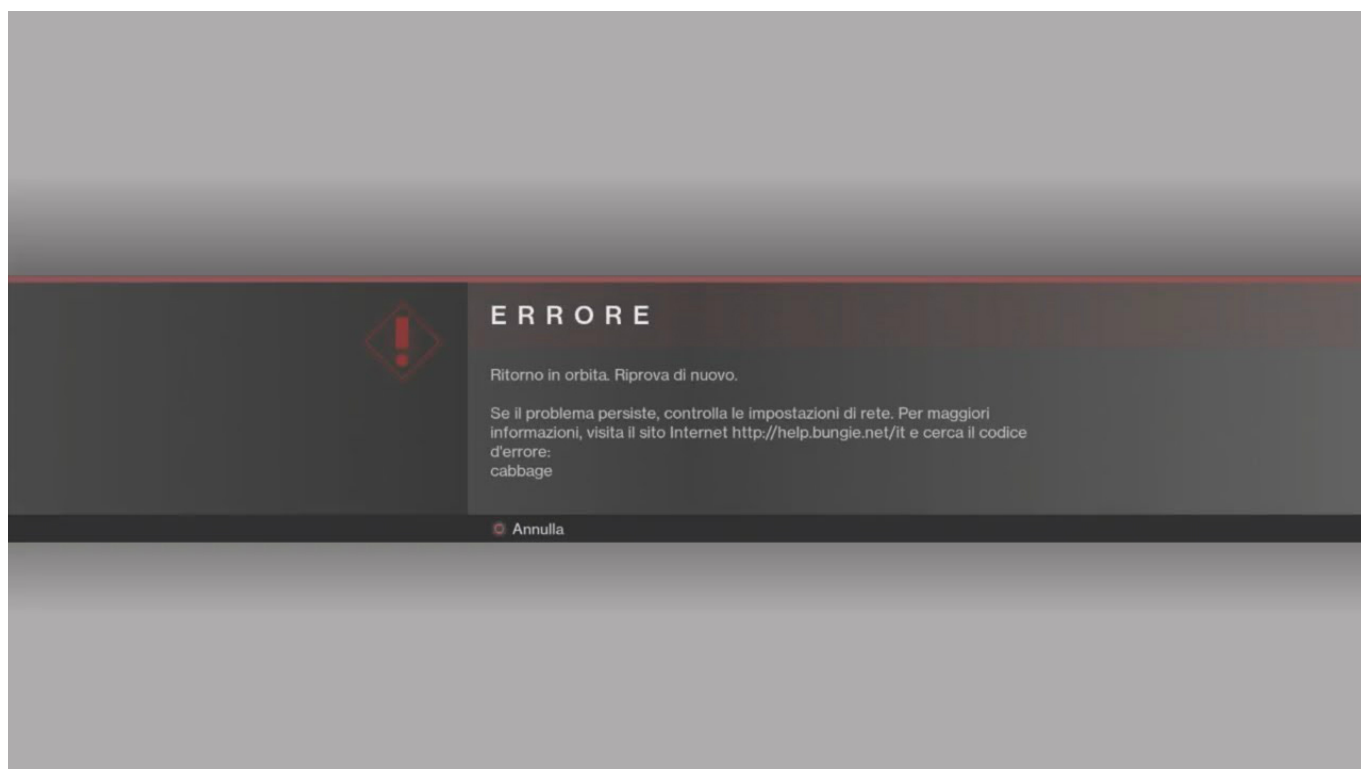 ERRORE
Ritorno in orbita. Riprova di nuovo.
Se il problema persiste, controlla le impostazioni di rete. Per maggiori
informazioni, visita il sito Internet http://help.bungie.net/it e cerca il codice
d'errore:
cabbage
Annulla